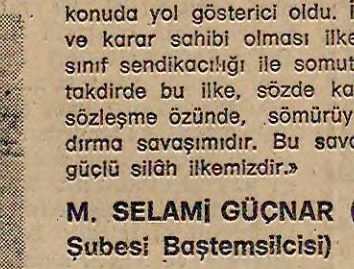 konuda yol gösterici oldu.
ve karar sahibi olması ilke
sınıf sendikacılığı ile somut
takdirde bu ilke, sözde ka
sözleşme özünde, sömürüy
dırma savaşımıdır. Bu sava
güçlü silâh ilkemizdir.»
M. SELAMİ GÜÇNAR (
Şubesi Baştemsilcisi)